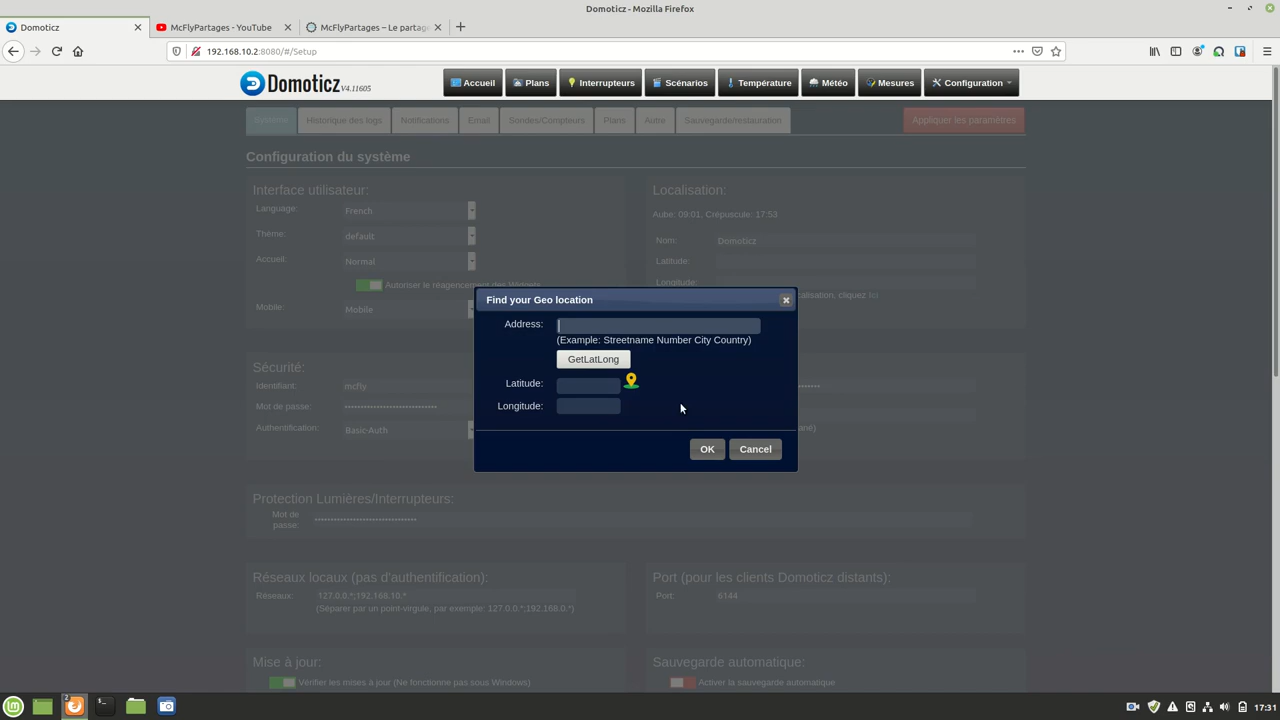 Domoticz - Mozilla Firefox
Domoticz
McFlyPartages - YouTube
McFlyPartages – Le partage
192.168.10.2:8080/#/Setup
Domoticz V4.11605
Accueil
Plans
Interrupteurs
Scénarios
Température
Météo
Mesures
Configuration
Système
Historique des logs
Notifications
Email
Sondes/Compteurs
Plans
Autre
Sauvegarde/restauration
Appliquer les paramètres
Configuration du système
Interface utilisateur:
Language:
French
Thème:
default
Accueil:
Normal
Autoriser le réagencement des Widgets
Mobile:
Mobile
Localisation:
Aube: 09:01, Crépuscule: 17:53
Nom:
Domoticz
Latitude:
Longitude:
calisation, cliquez ici
Find your Geo location
Address:
(Example: Streetname Number City Country)
GetLatLong
Latitude:
Longitude:
OK
Cancel
Sécurité:
Identifiant:
mcfly
Mot de passe:
Authentification:
Basic-Auth
ané)
Protection Lumières/Interrupteurs:
Mot de
passe:
Réseaux locaux (pas d'authentification):
Réseaux:
127.0.0.*;192.168.10.*
(Séparer par un point-virgule, par exemple: 127.0.0.*;192.168.0.*)
Port (pour les clients Domoticz distants):
Port:
6144
Mise à jour:
Vérifier les mises à jour (Ne fonctionne pas sous Windows)
Sauvegarde automatique:
Activer la sauvegarde automatique
2
17:31